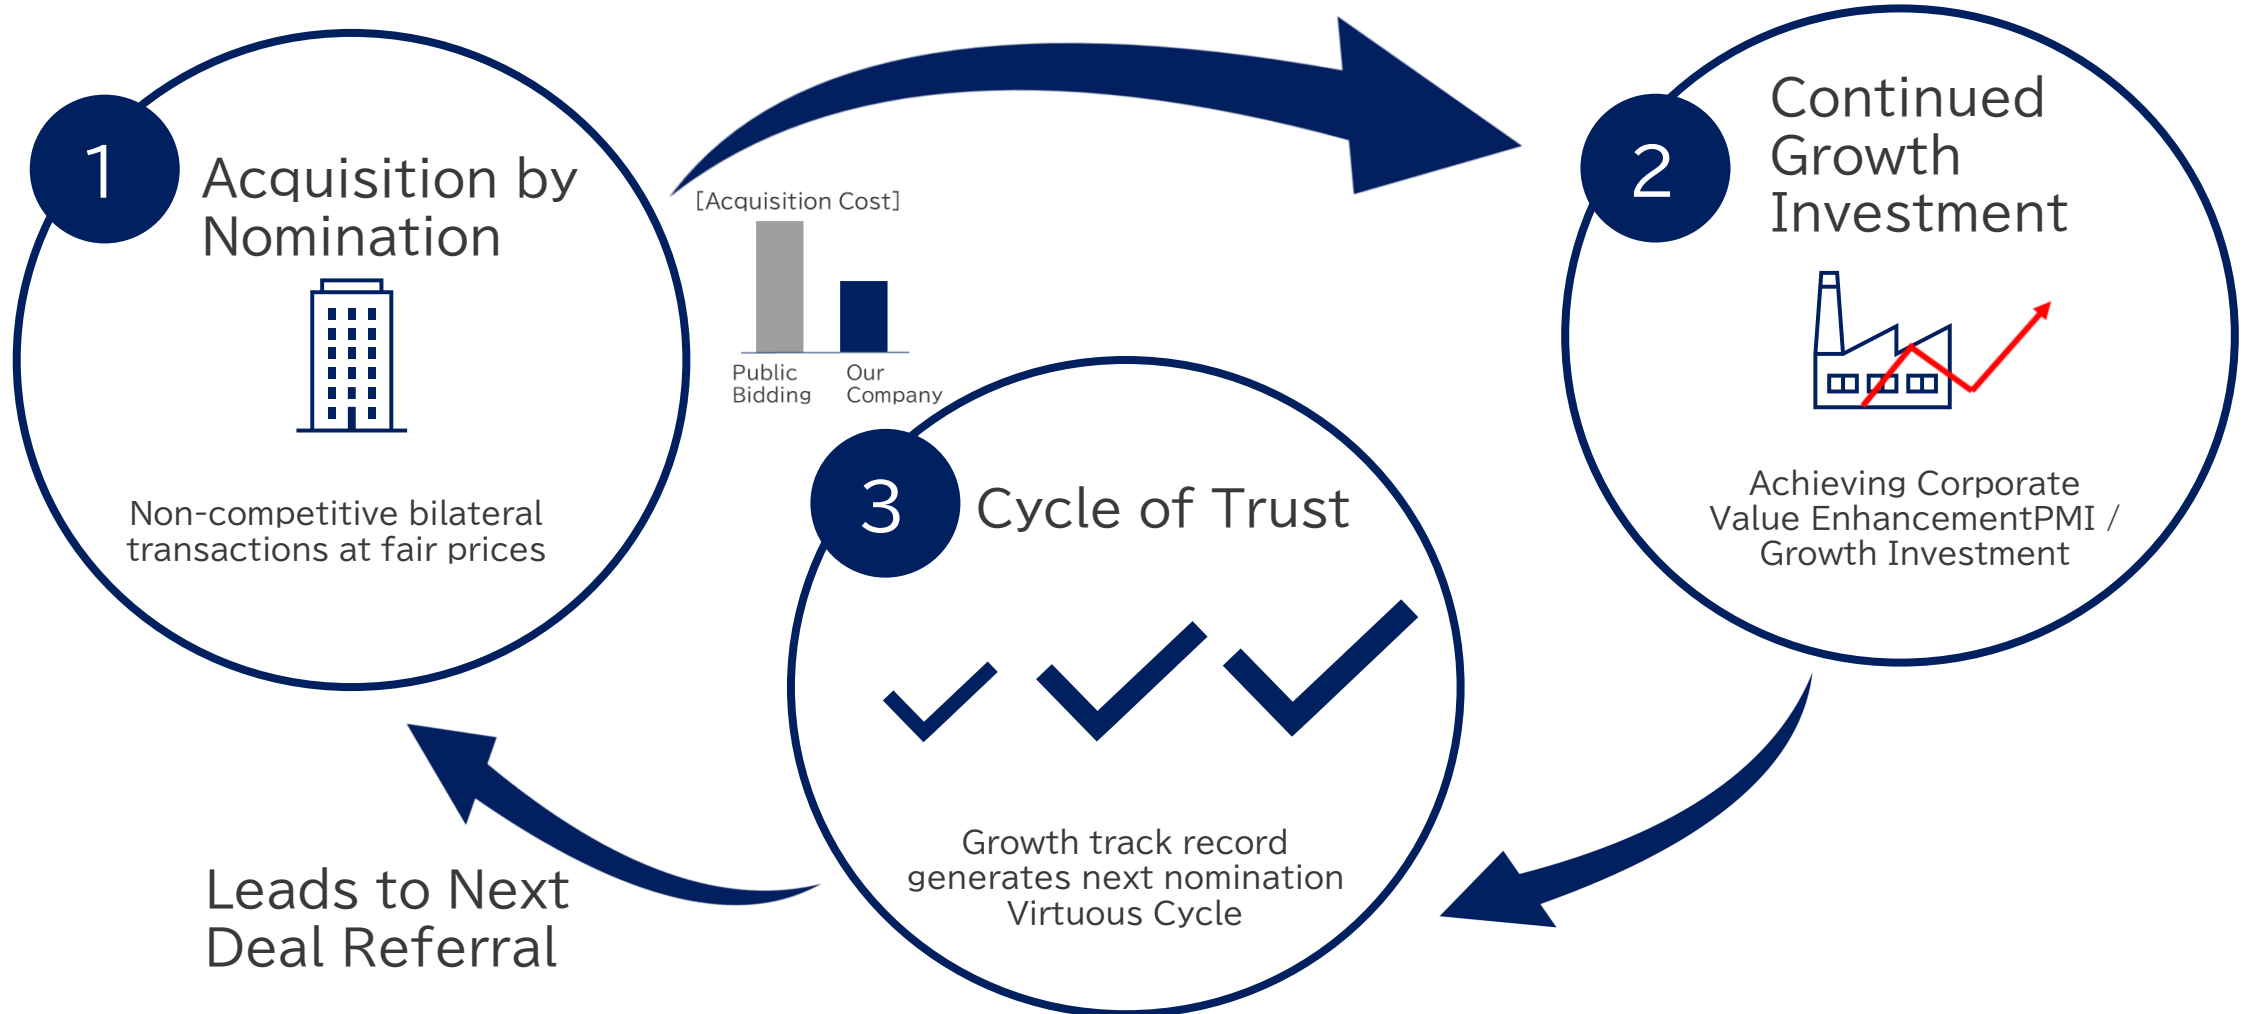 1
Acquisition by
Nomination
Non-competitive bilateral
transactions at fair prices
[Acquisition Cost]
Public
Bidding
Our
Company
2
Continued
Growth
Investment
Achieving Corporate
Value EnhancementPMI /
Growth Investment
3
Cycle of Trust
Growth track record
generates next nomination
Virtuous Cycle
Leads to Next
Deal Referral